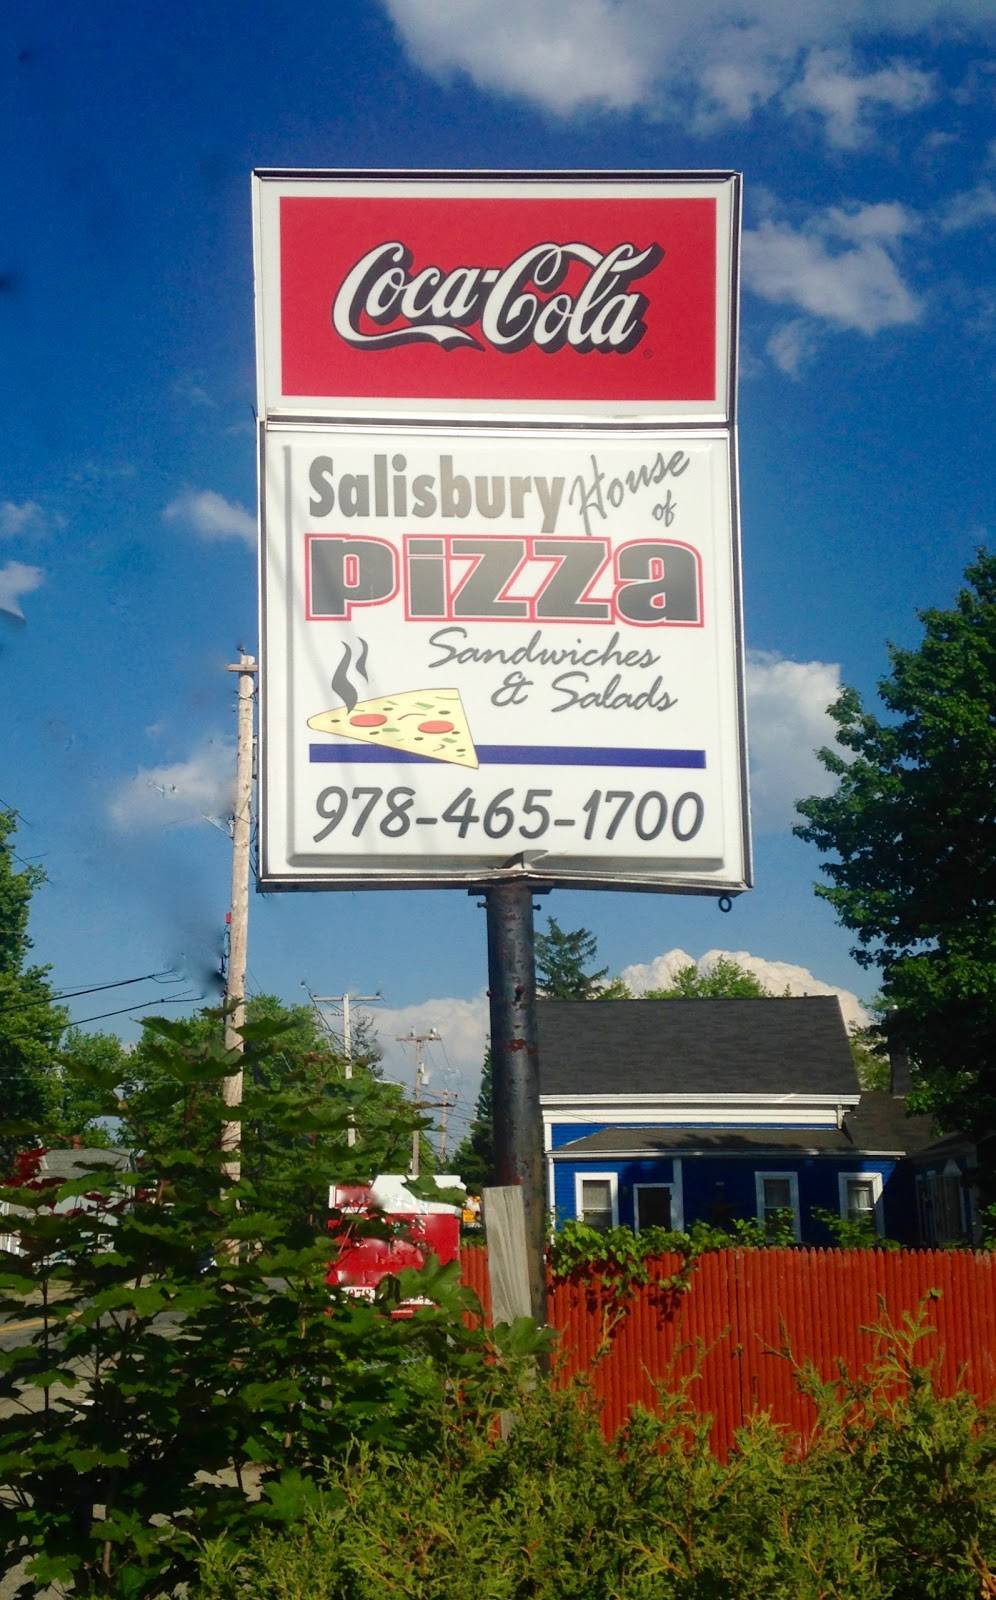 Coca-Cola
Salisbury House of
PiZZa
Sandwiches
& Salads
978-465-1700